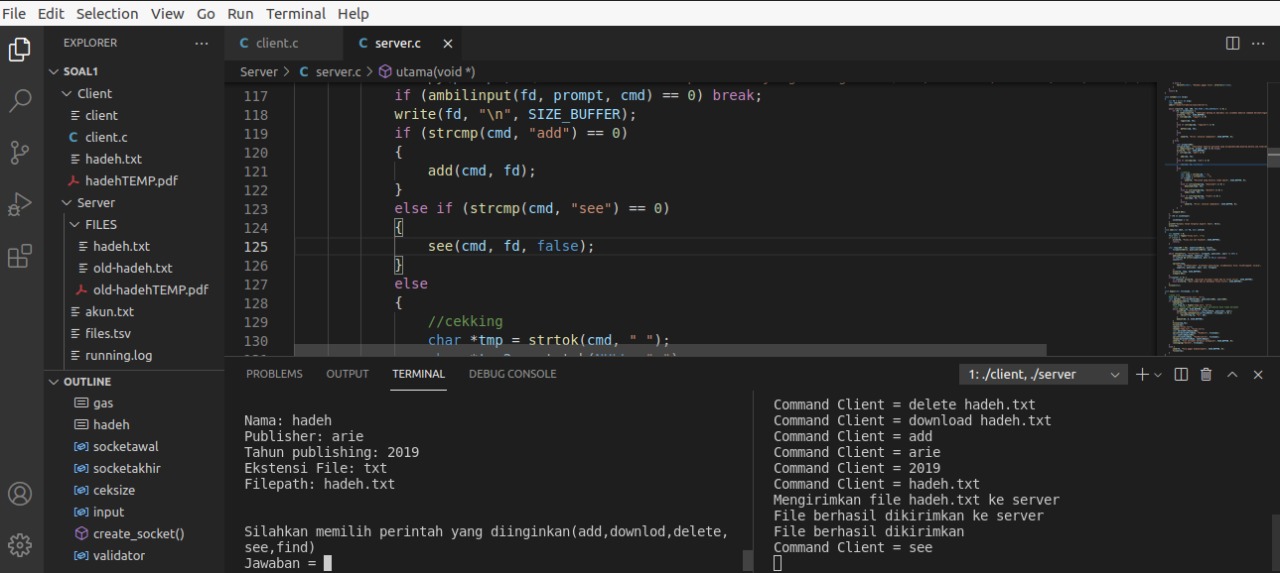 File Edit Selection View Go Run Terminal Help
EXPLORER
SOAL1
Client
client
client.c
hadeh.txt
hadehTEMP.pdf
Server
FILES
hadeh.txt
old-hadeh.txt
old-hadehTEMP.pdf
akun.txt
files.tsv
running.log
OUTLINE
gas
hadeh
socketawal
socketakhir
ceksize
input
create_socket()
validator
client.c server.c
Server > server.c > utama(void *)
117 if (ambilinput(fd, prompt, cmd) == 0) break;
118 write(fd, "\n", SIZE_BUFFER);
119 if (strcmp(cmd, "add") == 0)
120 {
121 add(cmd, fd);
122 }
123 else if (strcmp(cmd, "see") == 0)
124 {
125 see(cmd, fd, false);
126 }
127 else
128 {
129 //cekking
130 char *tmp = strtok(cmd, " ");
PROBLEMS OUTPUT TERMINAL DEBUG CONSOLE
1: ./client, ./server
Nama: hadeh
Publisher: arie
Tahun publishing: 2019
Ekstensi File: txt
Filepath: hadeh.txt
Silahkan memilih perintah yang diinginkan(add,downlod,delete,
see,find)
Jawaban =
Command Client = delete hadeh.txt
Command Client = download hadeh.txt
Command Client = add
Command Client = arie
Command Client = 2019
Command Client = hadeh.txt
Mengirimkan file hadeh.txt ke server
File berhasil dikirimkan ke server
File berhasil dikirimkan
Command Client = see